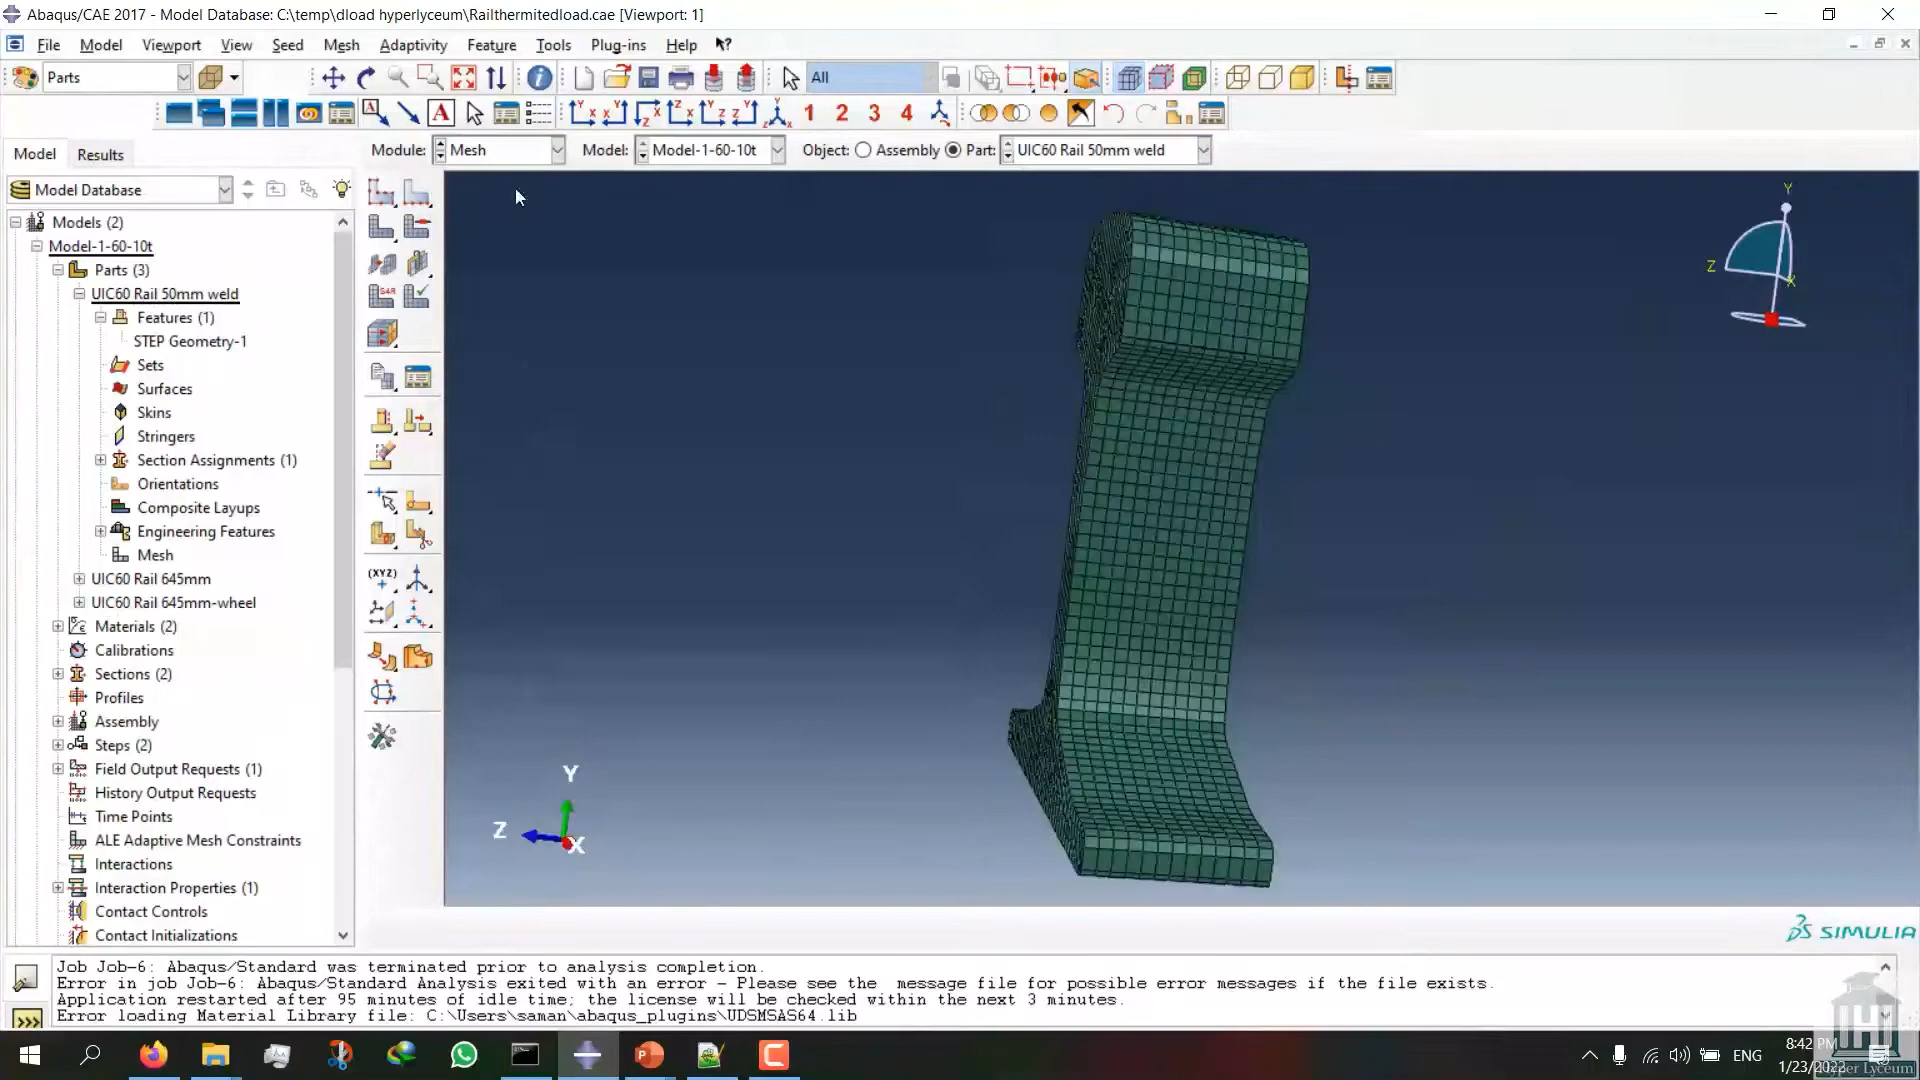 Abaqus/CAE 2017 - Model Database: C:\temp\dload hyperlyceum\Railthermitedload.cae [Viewport: 1]
File Model Viewport View Seed Mesh Adaptivity Feature Tools Plug-ins Help
Parts All
A 1 2 3 4
Model Results Module: Mesh Model: Model-1-60-10t Object: Assembly Part: UIC60 Rail 50mm weld
Model Database
Models (2)
Model-1-60-10t
Parts (3)
UIC60 Rail 50mm weld
Features (1)
STEP Geometry-1
Sets
Surfaces
Skins
Stringers
Section Assignments (1)
Orientations
Composite Layups
Engineering Features
Mesh
UIC60 Rail 645mm
UIC60 Rail 645mm-wheel
Materials (2)
Calibrations
Sections (2)
Profiles
Assembly
Steps (2)
Field Output Requests (1)
History Output Requests
Time Points
ALE Adaptive Mesh Constraints
Interactions
Interaction Properties (1)
Contact Controls
Contact Initializations
(XYZ)
Y
Z
X
Y
Z
X
SIMULIA
Job Job-6: Abaqus/Standard was terminated prior to analysis completion.
Error in job Job-6: Abaqus/Standard Analysis exited with an error - Please see the message file for possible error messages if the file exists.
Application restarted after 95 minutes of idle time; the license will be checked within the next 3 minutes.
Error loading Material Library file: C:\Users\saman\abaqus_plugins\UDSMSAS64.lib
ENG
8:42 PM
1/23/2022
Hyper Lyceum